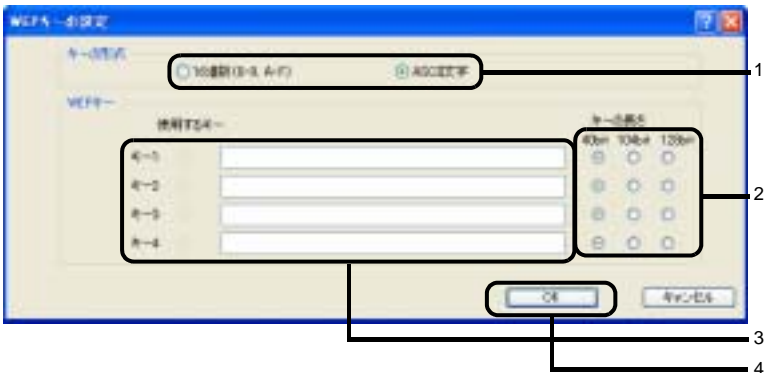 WEPキーの設定
キーの形式
16進数(0-9, A-F) ASCII文字 1
WEPキー
使用するキー キーの長さ
40bit 104bit 128bit
キー1
キー2 2
キー3
キー4
OK キャンセル
3
4